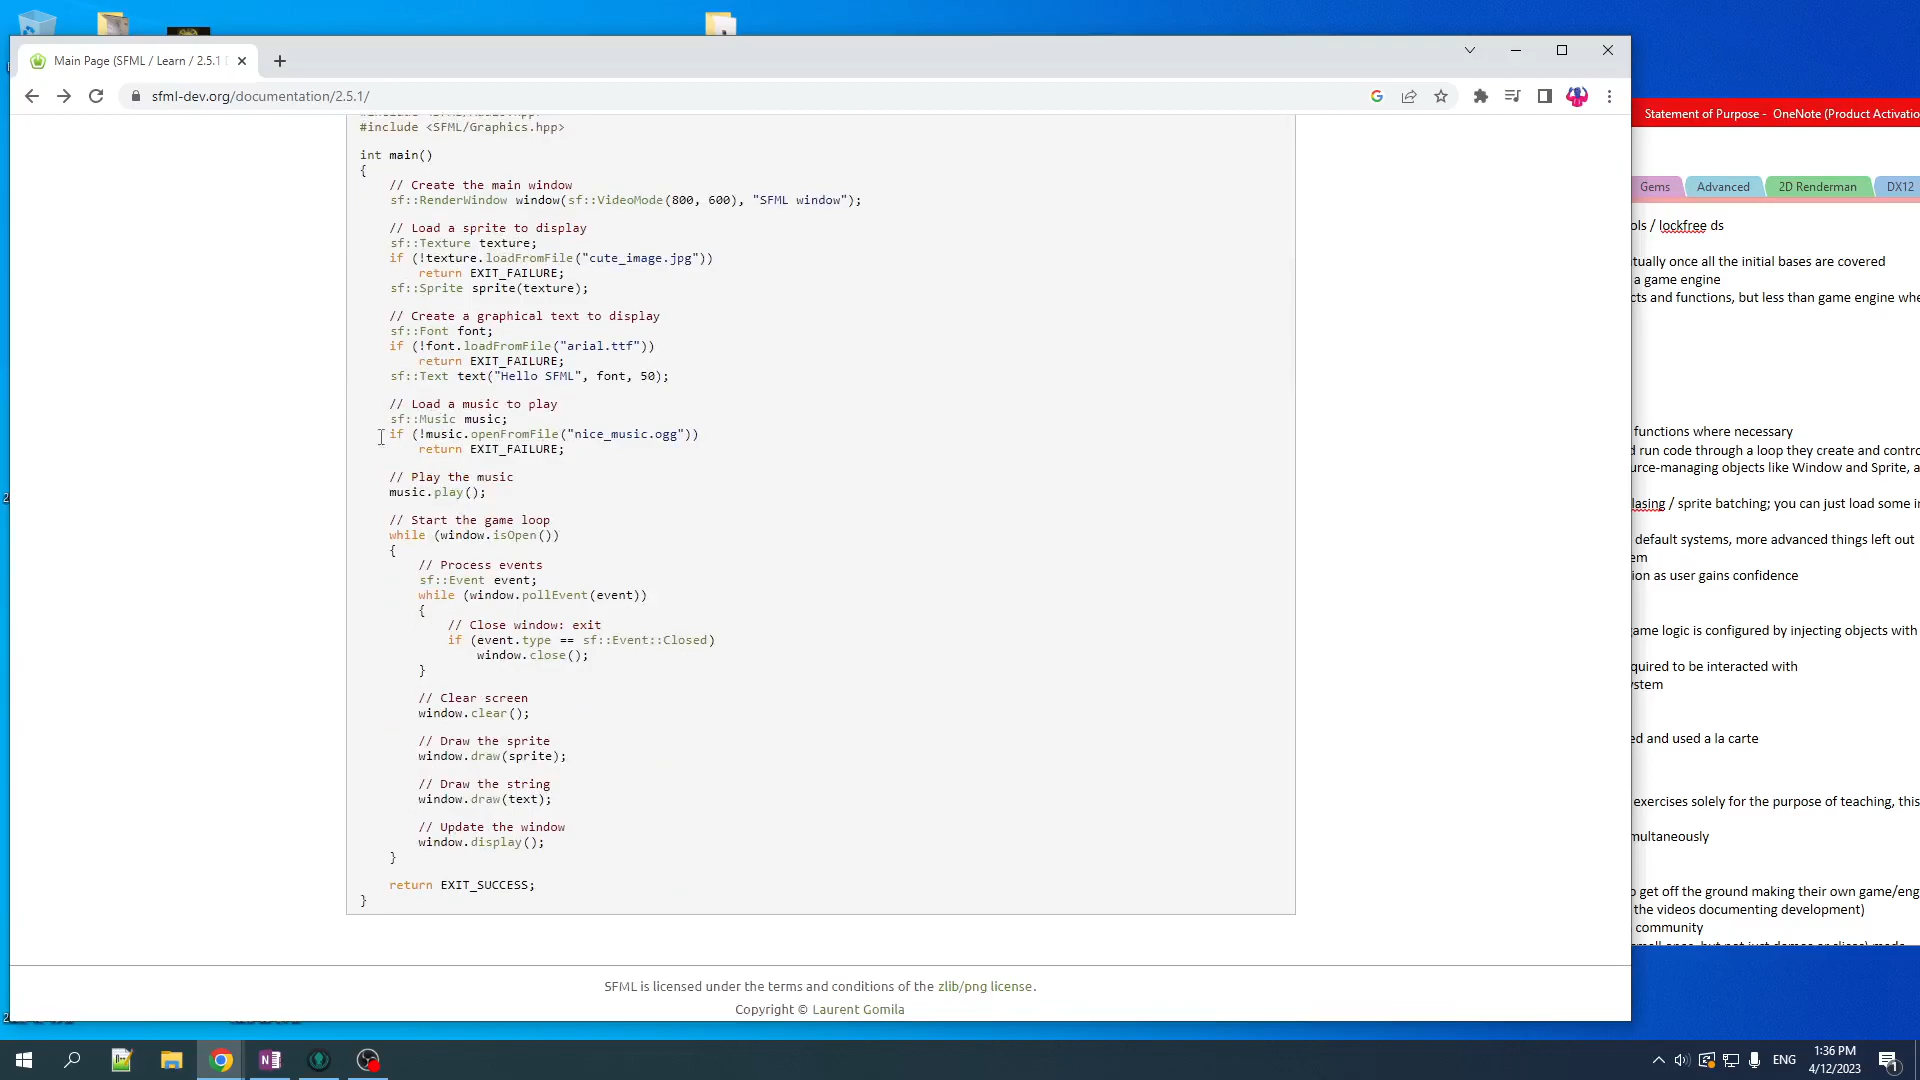 Main Page (SFML / Learn / 2.5.1
sfml-dev.org/documentation/2.5.1/
#include <SFML/Graphics.hpp>
int main()
{
// Create the main window
sf::RenderWindow window(sf::VideoMode(800, 600), "SFML window");
// Load a sprite to display
sf::Texture texture;
if (!texture.loadFromFile("cute_image.jpg"))
return EXIT_FAILURE;
sf::Sprite sprite(texture);
// Create a graphical text to display
sf::Font font;
if (!font.loadFromFile("arial.ttf"))
return EXIT_FAILURE;
sf::Text text("Hello SFML", font, 50);
// Load a music to play
sf::Music music;
if (!music.openFromFile("nice_music.ogg"))
return EXIT_FAILURE;
// Play the music
music.play();
// Start the game loop
while (window.isOpen())
{
// Process events
sf::Event event;
while (window.pollEvent(event))
{
// Close window: exit
if (event.type == sf::Event::Closed)
window.close();
}
// Clear screen
window.clear();
// Draw the sprite
window.draw(sprite);
// Draw the string
window.draw(text);
// Update the window
window.display();
}
return EXIT_SUCCESS;
}
SFML is licensed under the terms and conditions of the zlib/png license.
Copyright © Laurent Gomila
Statement of Purpose - OneNote (Product Activatio
Gems Advanced 2D Renderman DX12
ols / lockfree ds
tually once all the initial bases are covered
a game engine
cts and functions, but less than game engine whe
functions where necessary
d run code through a loop they create and contro
urce-managing objects like Window and Sprite, a
lasing / sprite batching; you can just load some in
default systems, more advanced things left out
em
ion as user gains confidence
ame logic is configured by injecting objects with
quired to be interacted with
ystem
ed and used a la carte
exercises solely for the purpose of teaching, this
multaneously
o get off the ground making their own game/eng
the videos documenting development)
community
ENG
1:36 PM
4/12/2023
1